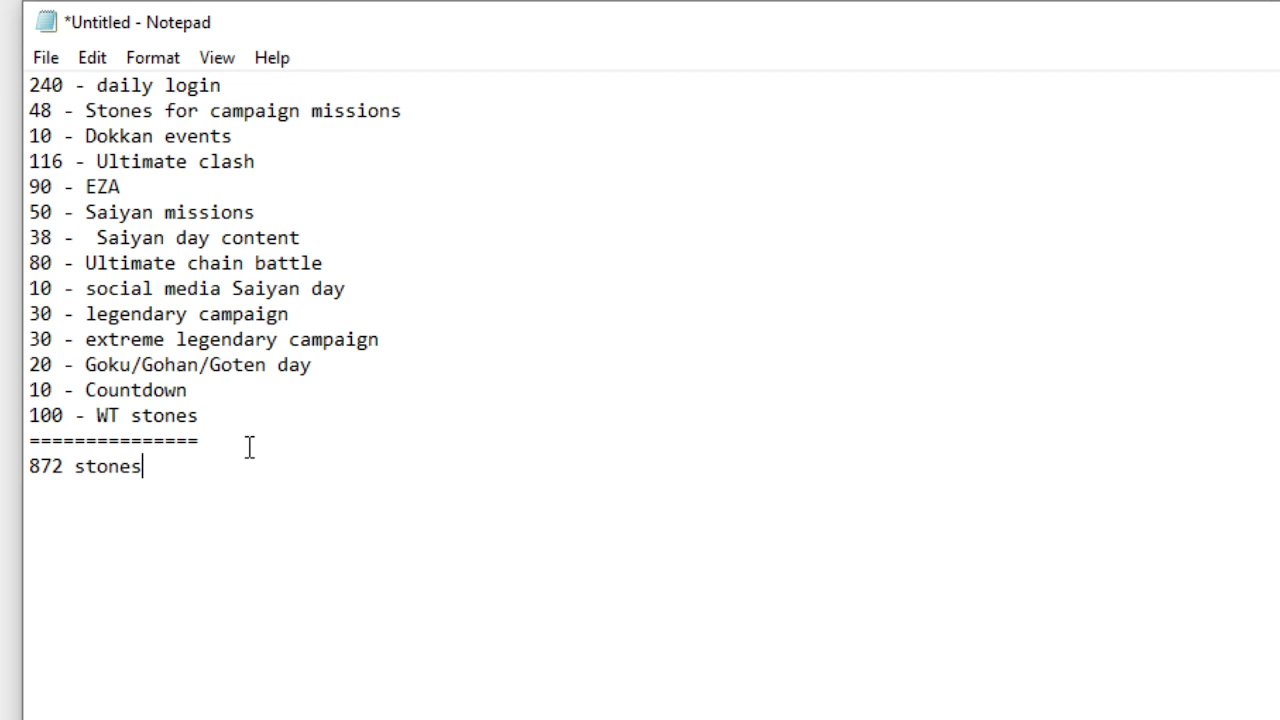 *Untitled - Notepad
File Edit Format View Help
240 - daily login
48 - Stones for campaign missions
10 - Dokkan events
116 - Ultimate clash
90 - EZA
50 - Saiyan missions
38 -  Saiyan day content
80 - Ultimate chain battle
10 - social media Saiyan day
30 - legendary campaign
30 - extreme legendary campaign
20 - Goku/Gohan/Goten day
10 - Countdown
100 - WT stones
===============
872 stones